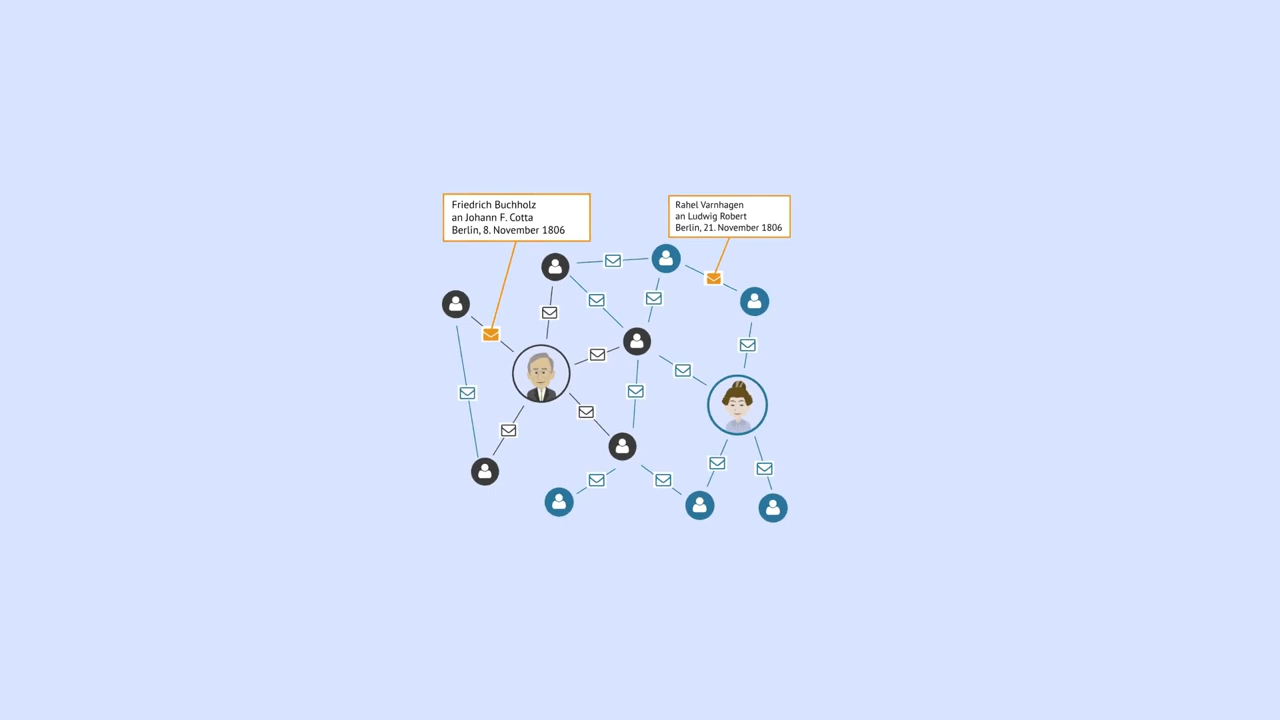 Friedrich Buchholz
an Johann F. Cotta
Berlin, 8. November 1806
Rahel Varnhagen
an Ludwig Robert
Berlin, 21. November 1806